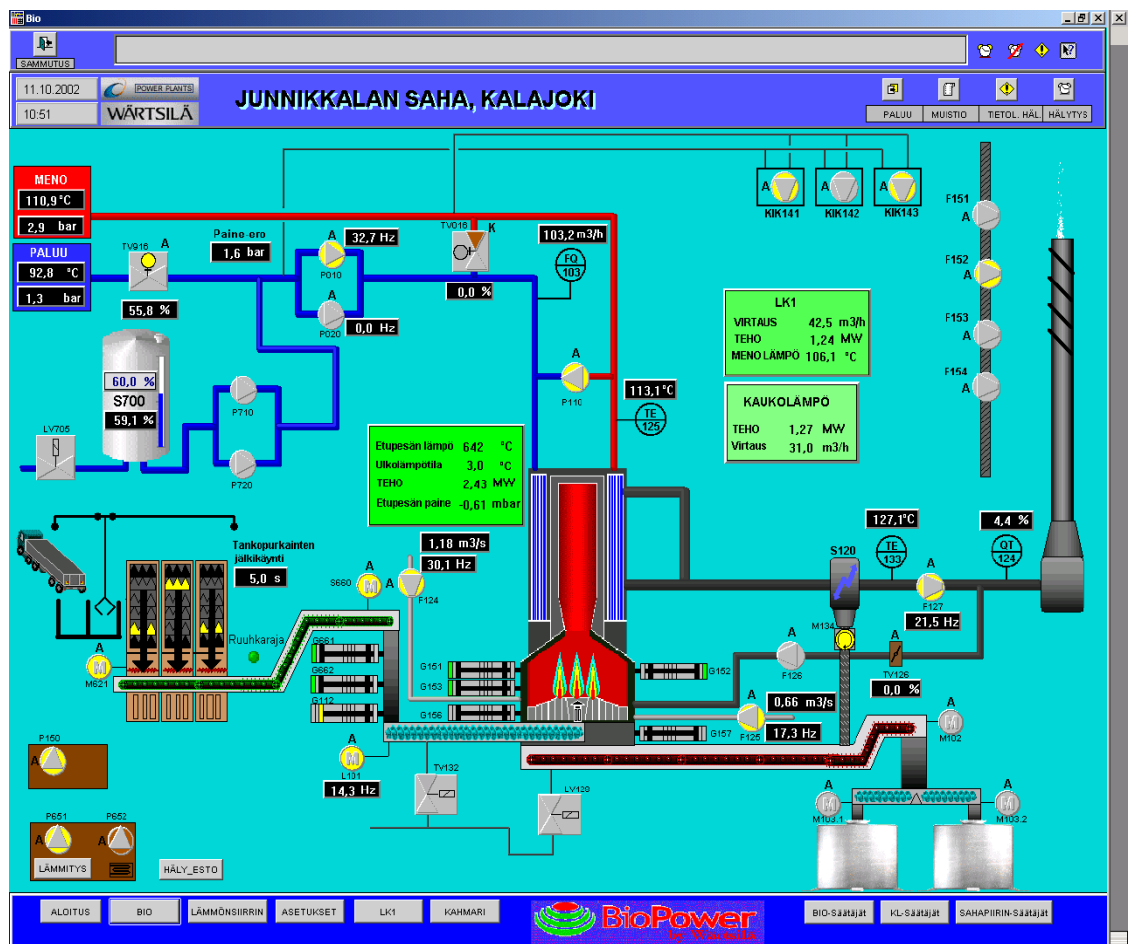 Bio
SAMMUTUS
11.10.2002
10:51
POWER PLANTS
WÄRTSILÄ
JUNNIKKALAN SAHA, KALAJOKI
PALUU
MUISTIO
TIETOL. HÄL.
HÄLYTYS
MENO
110,9°C
2,9 bar
PALUU
92,8 °C
1,3 bar
TV916
A
55,8 %
Paine-ero
1,6 bar
A
32,7 Hz
P010
A
P020
0,0 Hz
TV016
K
0,0 %
103,2 m3/h
FQ
103
A
KIK141
A
KIK142
A
KIK143
F151
A
F152
A
F153
A
F154
A
LK1
VIRTAUS 42,5 m3/h
TEHO 1,24 MW
MENO LÄMPÖ 106,1 °C
KAUKOLÄMPÖ
TEHO 1,27 MW
Virtaus 31,0 m3/h
A
P110
113,1°C
TE
125
60,0 %
S700
59,1 %
P710
P720
LV705
Etupesän lämpö 642 °C
Ulkolämpötila 3,0 °C
TEHO 2,43 MW
Etupesän paine -0,61 mbar
Tankopurkainten
jälkikäynti
5,0 s
1,18 m3/s
30,1 Hz
A
F124
A
M
S660
Ruuhkaraja
A
M
M621
G661
G662
G112
G151
G153
G156
G152
G157
S120
M134
127,1°C
TE
133
4,4 %
QT
124
A
F127
21,5 Hz
F126
A
TV126
0,0 %
0,66 m3/s
A
F125
17,3 Hz
A
M
M102
A
M
L101
14,3 Hz
TV132
LV128
A
M
M103.1
A
M
M103.2
P150
A
P651
A
P652
A
LÄMMITYS
HÄLY_ESTO
ALOITUS
BIO
LÄMMÖNSIIRRIN
ASETUKSET
LK1
KAHMARI
BioPower
by Wärtsilä
BIO-Säätäjät
KL-Säätäjät
SAHAPIIRIN-Säätäjät